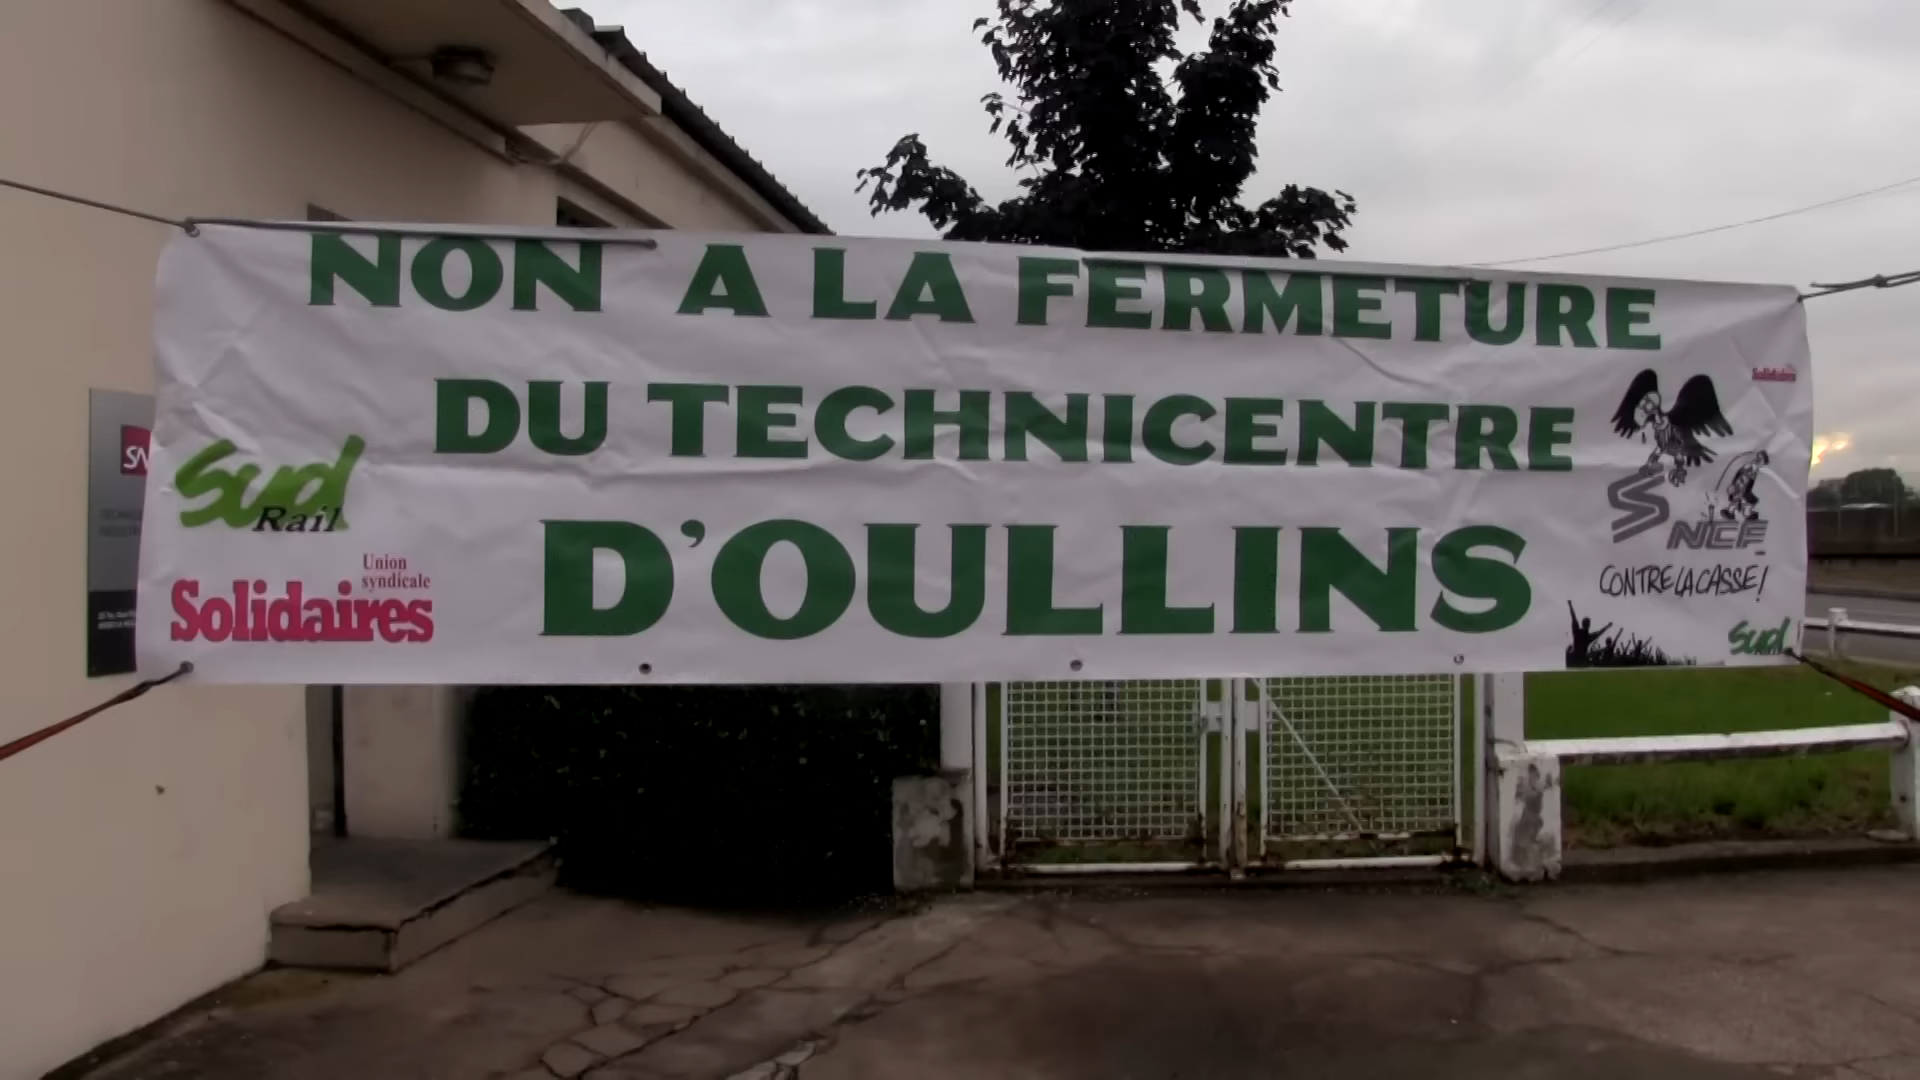 NON A LA FERMETURE
DU TECHNICENTRE
D'OULLINS
Sud
Rail
Union
syndicale
Solidaires
Solidaires
SNCF
CONTRE LA CASSE!
Sud